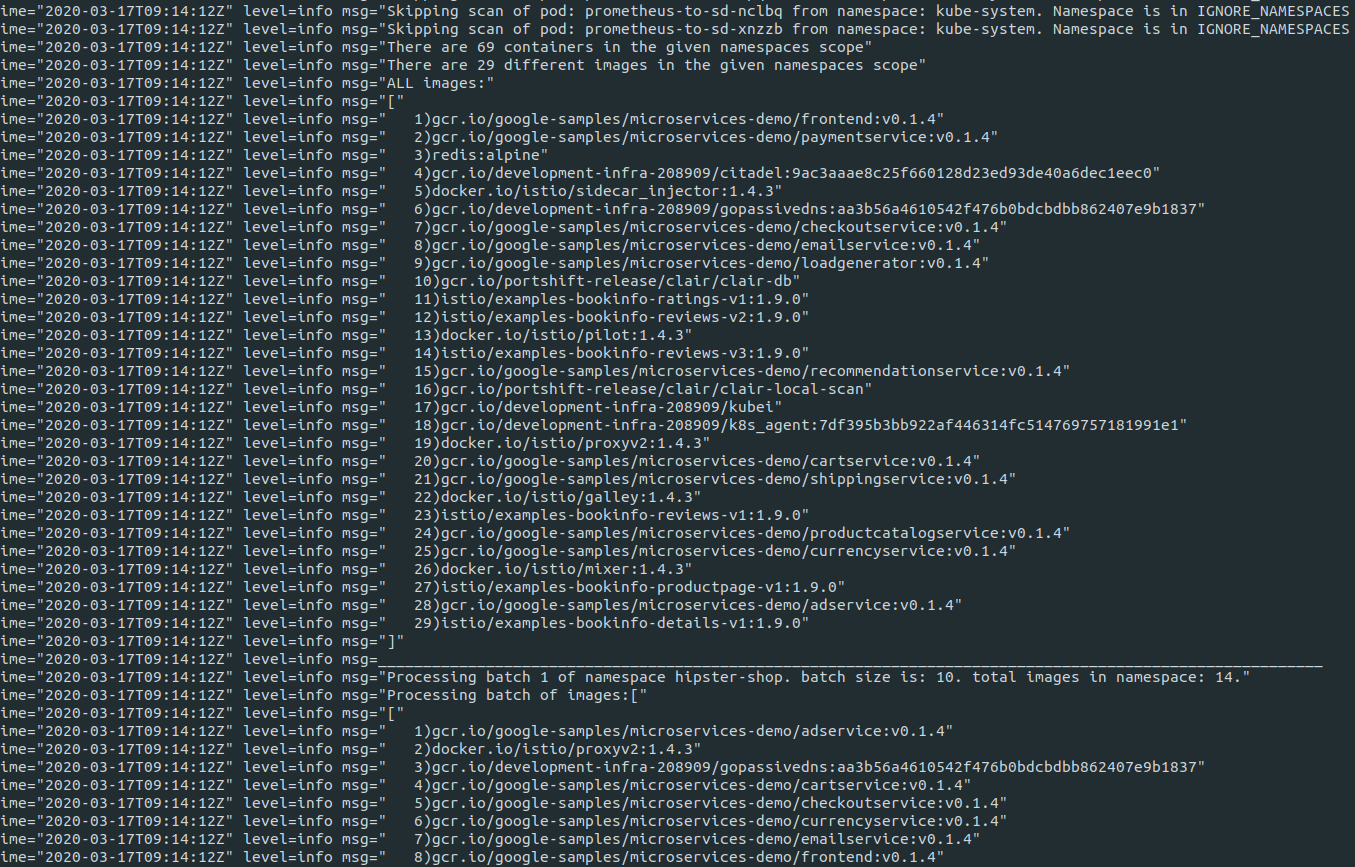 ime="2020-03-17T09:14:12Z" level=info msg="Skipping scan of pod: prometheus-to-sd-nclbq from namespace: kube-system. Namespace is in IGNORE_NAMESPACES
ime="2020-03-17T09:14:12Z" level=info msg="Skipping scan of pod: prometheus-to-sd-xnzzb from namespace: kube-system. Namespace is in IGNORE_NAMESPACES
ime="2020-03-17T09:14:12Z" level=info msg="There are 69 containers in the given namespaces scope"
ime="2020-03-17T09:14:12Z" level=info msg="There are 29 different images in the given namespaces scope"
ime="2020-03-17T09:14:12Z" level=info msg="ALL images:"
ime="2020-03-17T09:14:12Z" level=info msg="["
ime="2020-03-17T09:14:12Z" level=info msg="   1)gcr.io/google-samples/microservices-demo/frontend:v0.1.4"
ime="2020-03-17T09:14:12Z" level=info msg="   2)gcr.io/google-samples/microservices-demo/paymentservice:v0.1.4"
ime="2020-03-17T09:14:12Z" level=info msg="   3)redis:alpine"
ime="2020-03-17T09:14:12Z" level=info msg="   4)gcr.io/development-infra-208909/citadel:9ac3aaae8c25f660128d23ed93de40a6dec1eec0"
ime="2020-03-17T09:14:12Z" level=info msg="   5)docker.io/istio/sidecar_injector:1.4.3"
ime="2020-03-17T09:14:12Z" level=info msg="   6)gcr.io/development-infra-208909/gopassivedns:aa3b56a4610542f476b0bdcbdbb862407e9b1837"
ime="2020-03-17T09:14:12Z" level=info msg="   7)gcr.io/google-samples/microservices-demo/checkoutservice:v0.1.4"
ime="2020-03-17T09:14:12Z" level=info msg="   8)gcr.io/google-samples/microservices-demo/emailservice:v0.1.4"
ime="2020-03-17T09:14:12Z" level=info msg="   9)gcr.io/google-samples/microservices-demo/loadgenerator:v0.1.4"
ime="2020-03-17T09:14:12Z" level=info msg="   10)gcr.io/portshift-release/clair/clair-db"
ime="2020-03-17T09:14:12Z" level=info msg="   11)istio/examples-bookinfo-ratings-v1:1.9.0"
ime="2020-03-17T09:14:12Z" level=info msg="   12)istio/examples-bookinfo-reviews-v2:1.9.0"
ime="2020-03-17T09:14:12Z" level=info msg="   13)docker.io/istio/pilot:1.4.3"
ime="2020-03-17T09:14:12Z" level=info msg="   14)istio/examples-bookinfo-reviews-v3:1.9.0"
ime="2020-03-17T09:14:12Z" level=info msg="   15)gcr.io/google-samples/microservices-demo/recommendationservice:v0.1.4"
ime="2020-03-17T09:14:12Z" level=info msg="   16)gcr.io/portshift-release/clair/clair-local-scan"
ime="2020-03-17T09:14:12Z" level=info msg="   17)gcr.io/development-infra-208909/kubei"
ime="2020-03-17T09:14:12Z" level=info msg="   18)gcr.io/development-infra-208909/k8s_agent:7df395b3bb922af446314fc514769757181991e1"
ime="2020-03-17T09:14:12Z" level=info msg="   19)docker.io/istio/proxyv2:1.4.3"
ime="2020-03-17T09:14:12Z" level=info msg="   20)gcr.io/google-samples/microservices-demo/cartservice:v0.1.4"
ime="2020-03-17T09:14:12Z" level=info msg="   21)gcr.io/google-samples/microservices-demo/shippingservice:v0.1.4"
ime="2020-03-17T09:14:12Z" level=info msg="   22)docker.io/istio/galley:1.4.3"
ime="2020-03-17T09:14:12Z" level=info msg="   23)istio/examples-bookinfo-reviews-v1:1.9.0"
ime="2020-03-17T09:14:12Z" level=info msg="   24)gcr.io/google-samples/microservices-demo/productcatalogservice:v0.1.4"
ime="2020-03-17T09:14:12Z" level=info msg="   25)gcr.io/google-samples/microservices-demo/currencyservice:v0.1.4"
ime="2020-03-17T09:14:12Z" level=info msg="   26)docker.io/istio/mixer:1.4.3"
ime="2020-03-17T09:14:12Z" level=info msg="   27)istio/examples-bookinfo-productpage-v1:1.9.0"
ime="2020-03-17T09:14:12Z" level=info msg="   28)gcr.io/google-samples/microservices-demo/adservice:v0.1.4"
ime="2020-03-17T09:14:12Z" level=info msg="   29)istio/examples-bookinfo-details-v1:1.9.0"
ime="2020-03-17T09:14:12Z" level=info msg="]"
ime="2020-03-17T09:14:12Z" level=info msg=_________________________________________________________________________________________________________
ime="2020-03-17T09:14:12Z" level=info msg="Processing batch 1 of namespace hipster-shop. batch size is: 10. total images in namespace: 14."
ime="2020-03-17T09:14:12Z" level=info msg="Processing batch of images:["
ime="2020-03-17T09:14:12Z" level=info msg="["
ime="2020-03-17T09:14:12Z" level=info msg="   1)gcr.io/google-samples/microservices-demo/adservice:v0.1.4"
ime="2020-03-17T09:14:12Z" level=info msg="   2)docker.io/istio/proxyv2:1.4.3"
ime="2020-03-17T09:14:12Z" level=info msg="   3)gcr.io/development-infra-208909/gopassivedns:aa3b56a4610542f476b0bdcbdbb862407e9b1837"
ime="2020-03-17T09:14:12Z" level=info msg="   4)gcr.io/google-samples/microservices-demo/cartservice:v0.1.4"
ime="2020-03-17T09:14:12Z" level=info msg="   5)gcr.io/google-samples/microservices-demo/checkoutservice:v0.1.4"
ime="2020-03-17T09:14:12Z" level=info msg="   6)gcr.io/google-samples/microservices-demo/currencyservice:v0.1.4"
ime="2020-03-17T09:14:12Z" level=info msg="   7)gcr.io/google-samples/microservices-demo/emailservice:v0.1.4"
ime="2020-03-17T09:14:12Z" level=info msg="   8)gcr.io/google-samples/microservices-demo/frontend:v0.1.4"